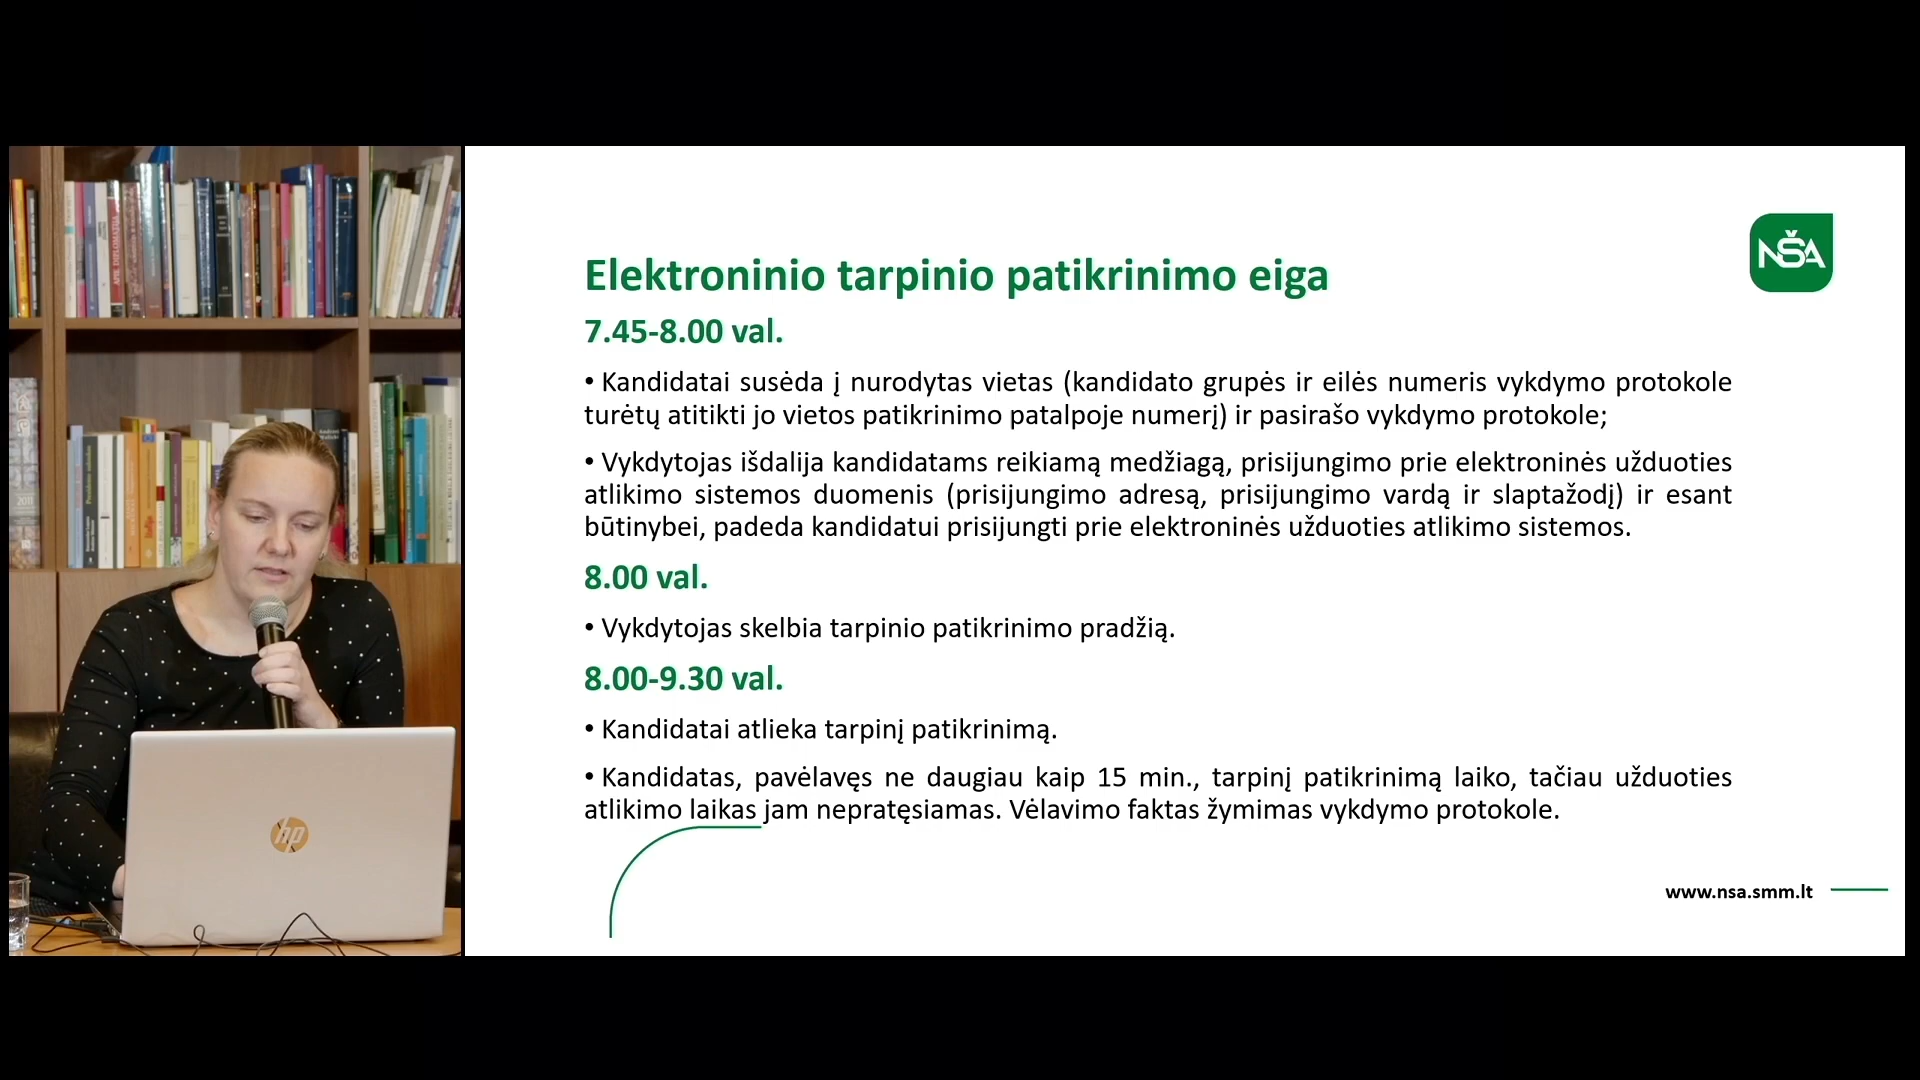 NŠA
Elektroninio tarpinio patikrinimo eiga
7.45-8.00 val.
• Kandidatai susėda į nurodytas vietas (kandidato grupės ir eilės numeris vykdymo protokole
turėtų atitikti jo vietos patikrinimo patalpoje numerį) ir pasirašo vykdymo protokole;
• Vykdytojas išdalija kandidatams reikiamą medžiagą, prisijungimo prie elektroninės užduoties
atlikimo sistemos duomenis (prisijungimo adresą, prisijungimo vardą ir slaptažodį) ir esant
būtinybei, padeda kandidatui prisijungti prie elektroninės užduoties atlikimo sistemos.
8.00 val.
• Vykdytojas skelbia tarpinio patikrinimo pradžią.
8.00-9.30 val.
• Kandidatai atlieka tarpinį patikrinimą.
• Kandidatas, pavėlavęs ne daugiau kaip 15 min., tarpinį patikrinimą laiko, tačiau užduoties
atlikimo laikas jam nepratęsiamas. Vėlavimo faktas žymimas vykdymo protokole.
www.nsa.smm.lt
hp
2011